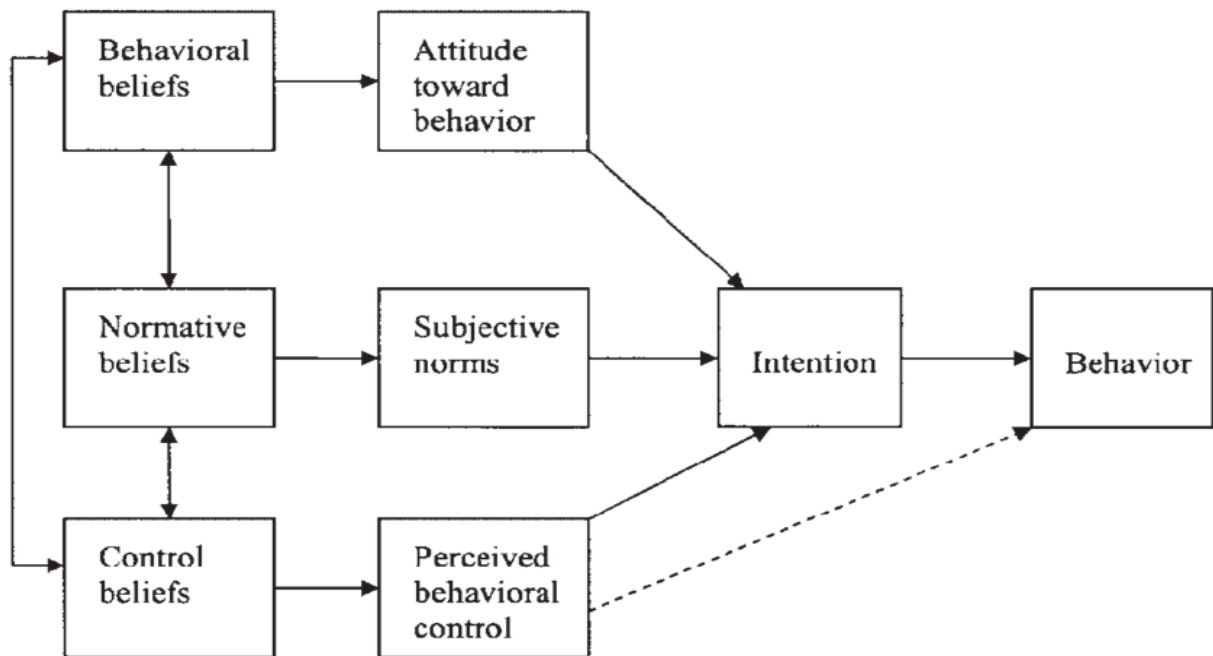 Behavioral
beliefs
Attitude
toward
behavior
Normative
beliefs
Subjective
norms
Intention
Behavior
Control
beliefs
Perceived
behavioral
control